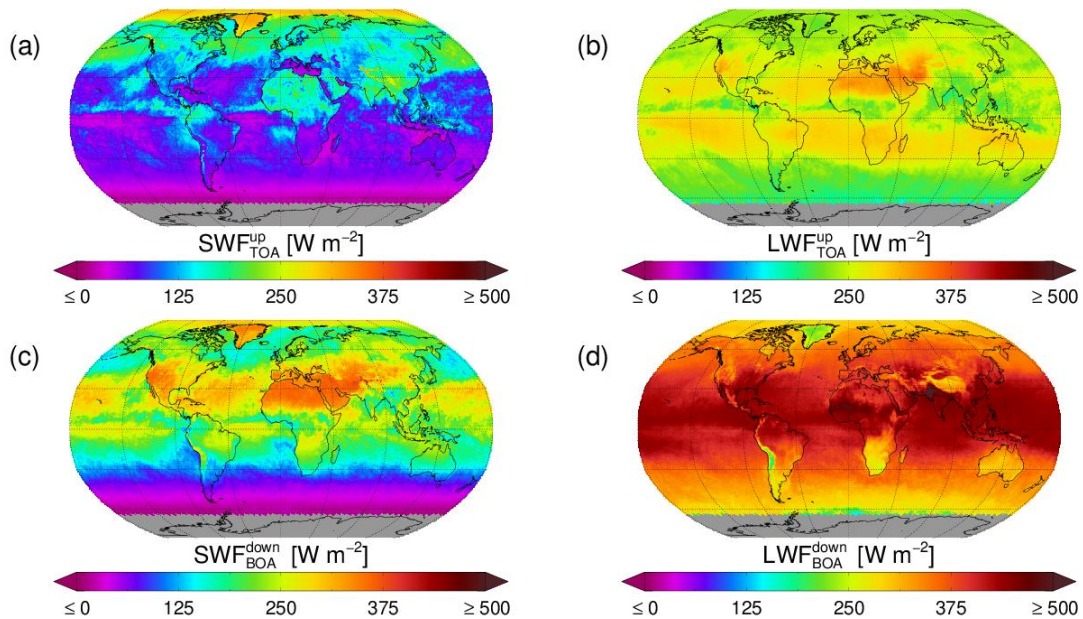 (a)
(b)
SWF^up_TOA [W m⁻²]
LWF^up_TOA [W m⁻²]
≤ 0 125 250 375 ≥ 500
≤ 0 125 250 375 ≥ 500
(c)
(d)
SWF^down_BOA [W m⁻²]
LWF^down_BOA [W m⁻²]
≤ 0 125 250 375 ≥ 500
≤ 0 125 250 375 ≥ 500